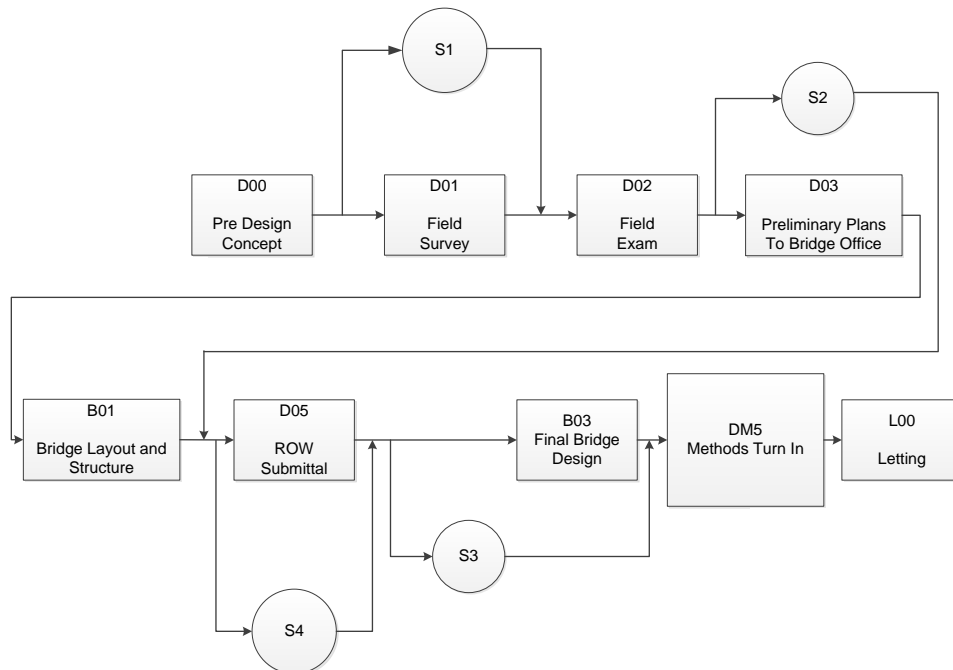 S1
S2
D00
Pre Design
Concept
D01
Field
Survey
D02
Field
Exam
D03
Preliminary Plans
To Bridge Office
B01
Bridge Layout and
Structure
D05
ROW
Submittal
B03
Final Bridge
Design
DM5
Methods Turn In
L00
Letting
S3
S4